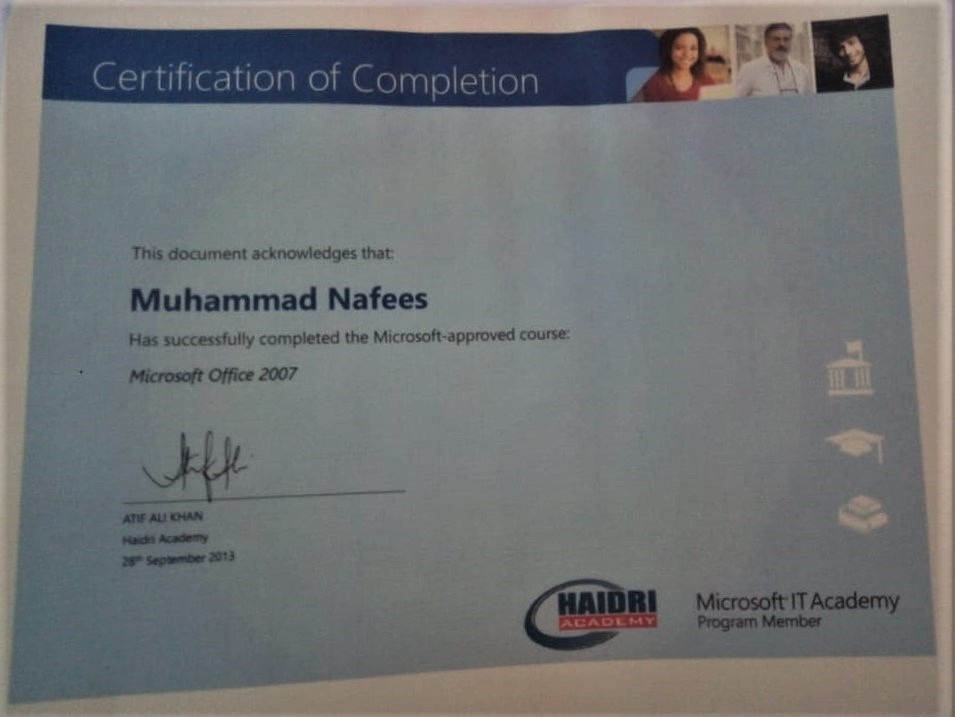 Certification of Completion
This document acknowledges that:
Muhammad Nafees
Has successfully completed the Microsoft-approved course:
Microsoft Office 2007
ATIF ALI KHAN
Haidri Academy
28th September 2013
HAIDRI
ACADEMY
Microsoft IT Academy
Program Member